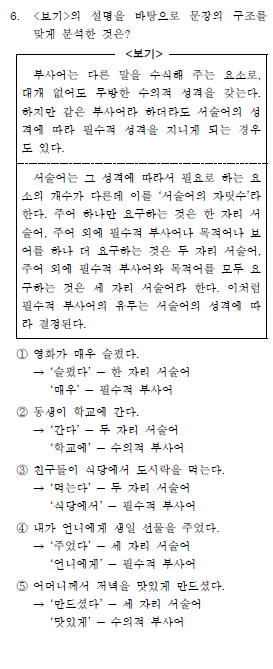 6. <보기>의 설명을 바탕으로 문장의 구조를
맞게 분석한 것은?
<보기>
부사어는 다른 말을 수식해 주는 요소로,
대개 없어도 무방한 수의적 성격을 갖는다.
하지만 같은 부사어라 하더라도 서술어의 성
격에 따라 필수적 성격을 지니게 되는 경우
도 있다.
서술어는 그 성격에 따라서 필요로 하는 요
소의 개수가 다른데 이를 ‘서술어의 자릿수’라
한다. 주어 하나만 요구하는 것은 한 자리 서
술어, 주어 외에 필수적 부사어나 목적어나 보
어를 하나 더 요구하는 것은 두 자리 서술어,
주어 외에 필수적 부사어와 목적어를 모두 요
구하는 것은 세 자리 서술어라 한다. 이처럼
필수적 부사어의 유무는 서술어의 성격에 따
라 결정된다.
① 영화가 매우 슬펐다.
→ ‘슬펐다’ - 한 자리 서술어
‘매우’ - 필수적 부사어
② 동생이 학교에 간다.
→ ‘간다’ - 두 자리 서술어
‘학교에’ - 수의적 부사어
③ 친구들이 식당에서 도시락을 먹는다.
→ ‘먹는다’ - 두 자리 서술어
‘식당에서’ - 필수적 부사어
④ 내가 언니에게 생일 선물을 주었다.
→ ‘주었다’ - 세 자리 서술어
‘언니에게’ - 필수적 부사어
⑤ 어머니께서 저녁을 맛있게 만드셨다.
→ ‘만드셨다’ - 세 자리 서술어
‘맛있게’ - 수의적 부사어